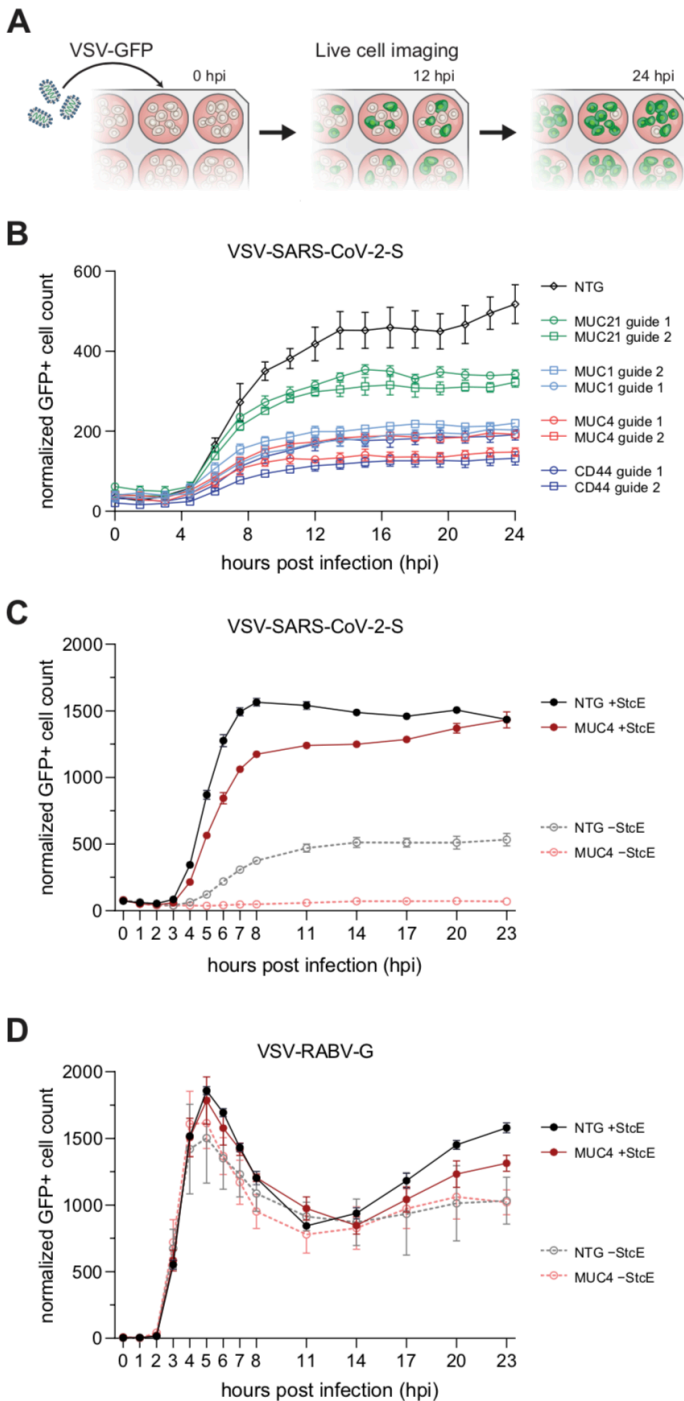 A
VSV-GFP
Live cell imaging
0 hpi
12 hpi
24 hpi
B
VSV-SARS-CoV-2-S
normalized GFP+ cell count
600
400
200
0
0 4 8 12 16 20 24
hours post infection (hpi)
NTG
MUC21 guide 1
MUC21 guide 2
MUC1 guide 2
MUC1 guide 1
MUC4 guide 1
MUC4 guide 2
CD44 guide 1
CD44 guide 2
C
VSV-SARS-CoV-2-S
normalized GFP+ cell count
2000
1500
1000
500
0
0 1 2 3 4 5 6 7 8 11 14 17 20 23
hours post infection (hpi)
NTG +StcE
MUC4 +StcE
NTG −StcE
MUC4 −StcE
D
VSV-RABV-G
normalized GFP+ cell count
2000
1500
1000
500
0
0 1 2 3 4 5 6 7 8 11 14 17 20 23
hours post infection (hpi)
NTG +StcE
MUC4 +StcE
NTG −StcE
MUC4 −StcE